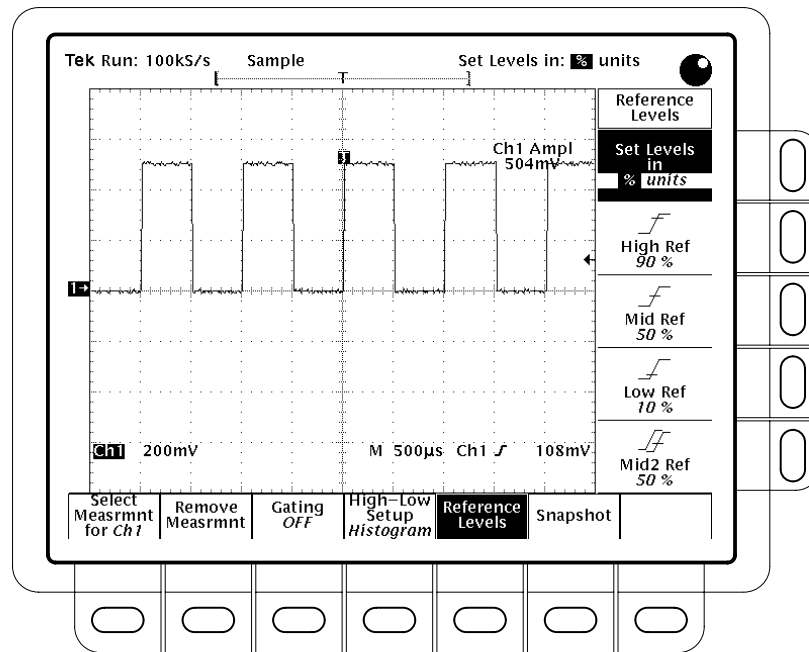 Tek Run: 100kS/s Sample Set Levels in: % units
[ T ]
Reference
Levels
T
Ch1 Ampl
504mV
Set Levels
in
% units
High Ref
90 %
1→
Mid Ref
50 %
Low Ref
10 %
Ch1 200mV M 500µs Ch1 108mV
Mid2 Ref
50 %
Select
Measrmnt
for Ch1
Remove
Measrmnt
Gating
OFF
High–Low
Setup
Histogram
Reference
Levels
Snapshot